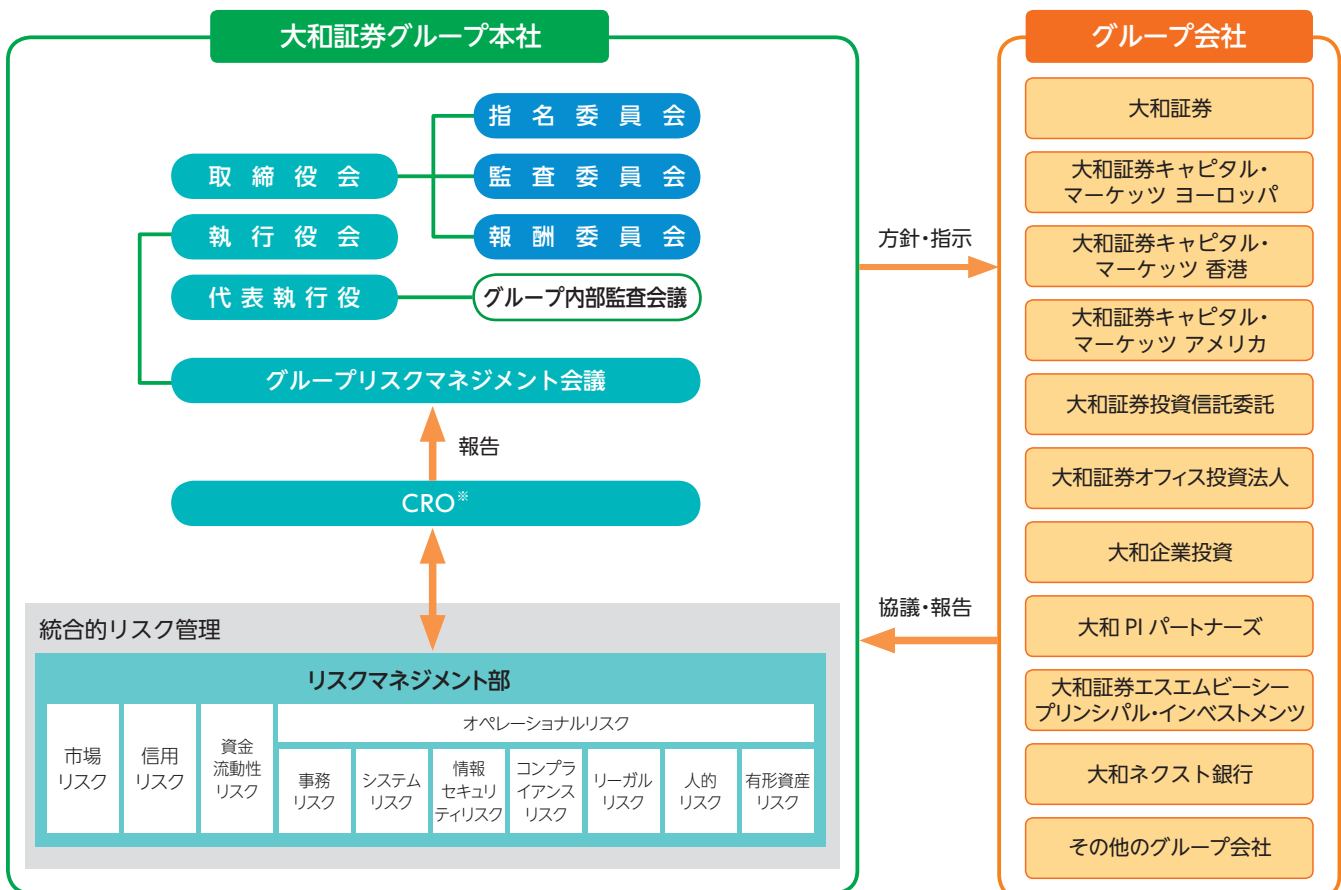 大和証券グループ本社
指名委員会
取締役会
監査委員会
執行役会
報酬委員会
代表執行役
グループ内部監査会議
グループリスクマネジメント会議
報告
CRO※
統合的リスク管理
リスクマネジメント部
市場
リスク
信用
リスク
資金
流動性
リスク
オペレーショナルリスク
事務
リスク
システム
リスク
情報
セキュリ
ティリスク
コンプラ
イアンス
リスク
リーガル
リスク
人的
リスク
有形資産
リスク
方針・指示
協議・報告
グループ会社
大和証券
大和証券キャピタル・
マーケッツ ヨーロッパ
大和証券キャピタル・
マーケッツ 香港
大和証券キャピタル・
マーケッツ アメリカ
大和証券投資信託委託
大和証券オフィス投資法人
大和企業投資
大和 PI パートナーズ
大和証券エスエムビーシー
プリンシパル・インベストメンツ
大和ネクスト銀行
その他のグループ会社